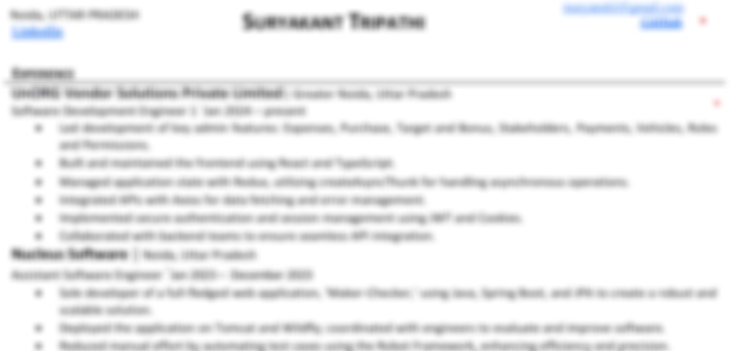 Noida, UTTAR PRADESH
SURYAKANT TRIPATHI
LinkedIn
GitHub
EXPERIENCE
UnORG Vendor Solutions Private Limited | Greater Noida, Uttar Pradesh
Software Development Engineer 1 Jan 2024 – present
• Led development of key admin features: Expenses, Purchase, Target and Bonus, Stakeholders, Payments, Vehicles, Roles
and Permissions.
• Built and maintained the frontend using React and TypeScript.
• Managed application state with Redux, utilizing createAsyncThunk for handling asynchronous operations.
• Integrated APIs with Axios for data fetching and error management.
• Implemented secure authentication and session management using JWT and Cookies.
• Collaborated with backend teams to ensure seamless API integration.
Nucleus Software | Noida, Uttar Pradesh
Assistant Software Engineer Jan 2023 – December 2023
• Sole developer of a full-fledged web application, 'Maker-Checker,' using Java, Spring Boot, and JPA to create a robust and
scalable solution.
• Deployed the application on Tomcat and Wildfly, coordinated with engineers to evaluate and improve software.
• Reduced manual effort by automating test cases using the Robot Framework, enhancing efficiency and precision.